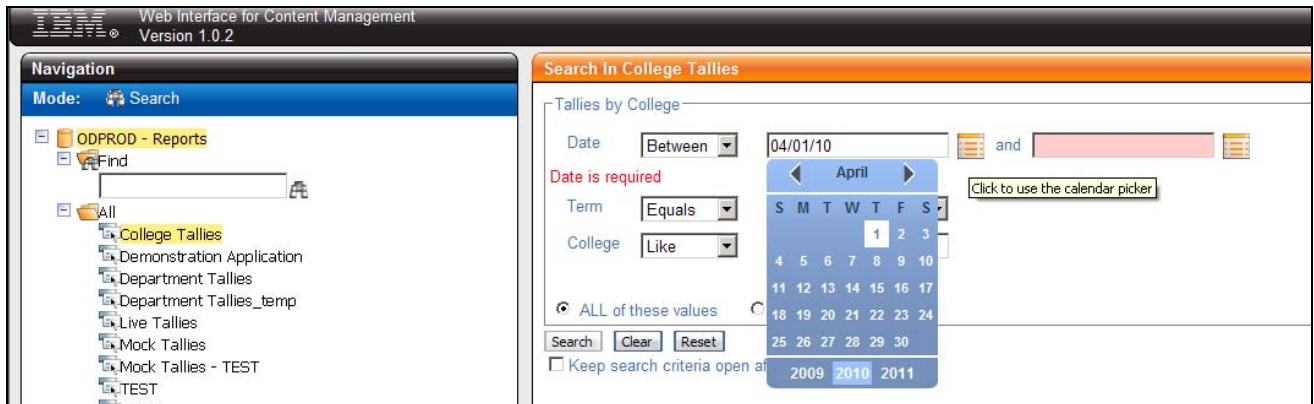 IBM ®
Web Interface for Content Management
Version 1.0.2
Navigation
Mode: Search
ODPROD - Reports
Find
All
College Tallies
Demonstration Application
Department Tallies
Department Tallies_temp
Live Tallies
Mock Tallies
Mock Tallies - TEST
TEST
Search In College Tallies
Tallies by College
Date Between 04/01/10 and
Date is required
Click to use the calendar picker
Term Equals
College Like
ALL of these values
Search Clear Reset
Keep search criteria open af
April
S M T W T F S
1 2 3
4 5 6 7 8 9 10
11 12 13 14 15 16 17
18 19 20 21 22 23 24
25 26 27 28 29 30
2009 2010 2011